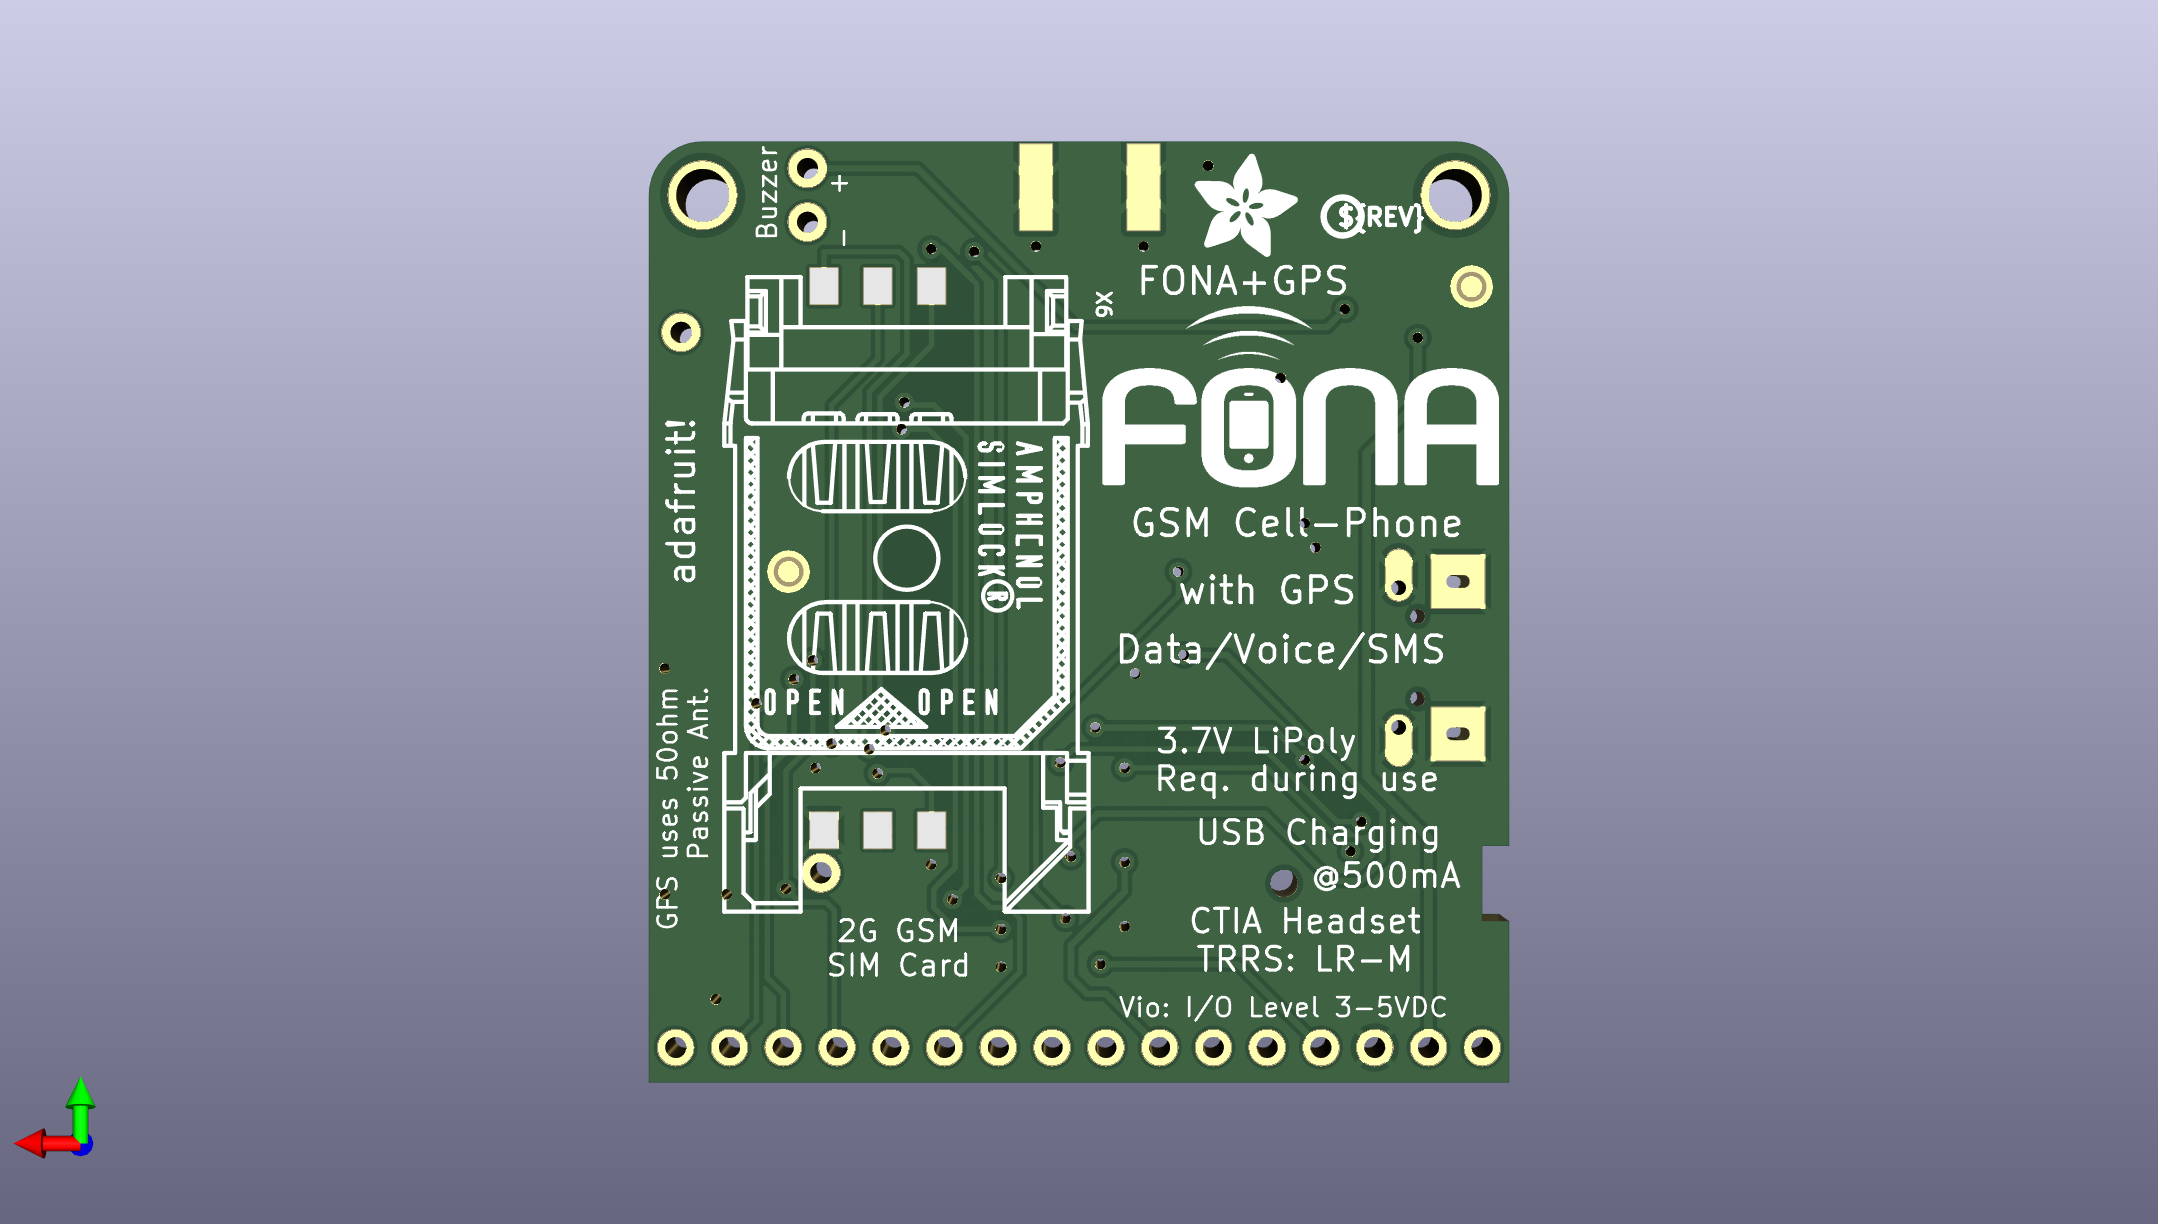 Buzzer
+
-
${REV}
FONA+GPS
X6
FONA
adafruit!
AMPHENOL
SIMLOCK®
GSM Cell-Phone
with GPS
Data/Voice/SMS
OPEN OPEN
GPS uses 50ohm
Passive Ant.
3.7V LiPoly
Req. during use
USB Charging
@500mA
2G GSM
SIM Card
CTIA Headset
TRRS: LR-M
Vio: I/O Level 3-5VDC